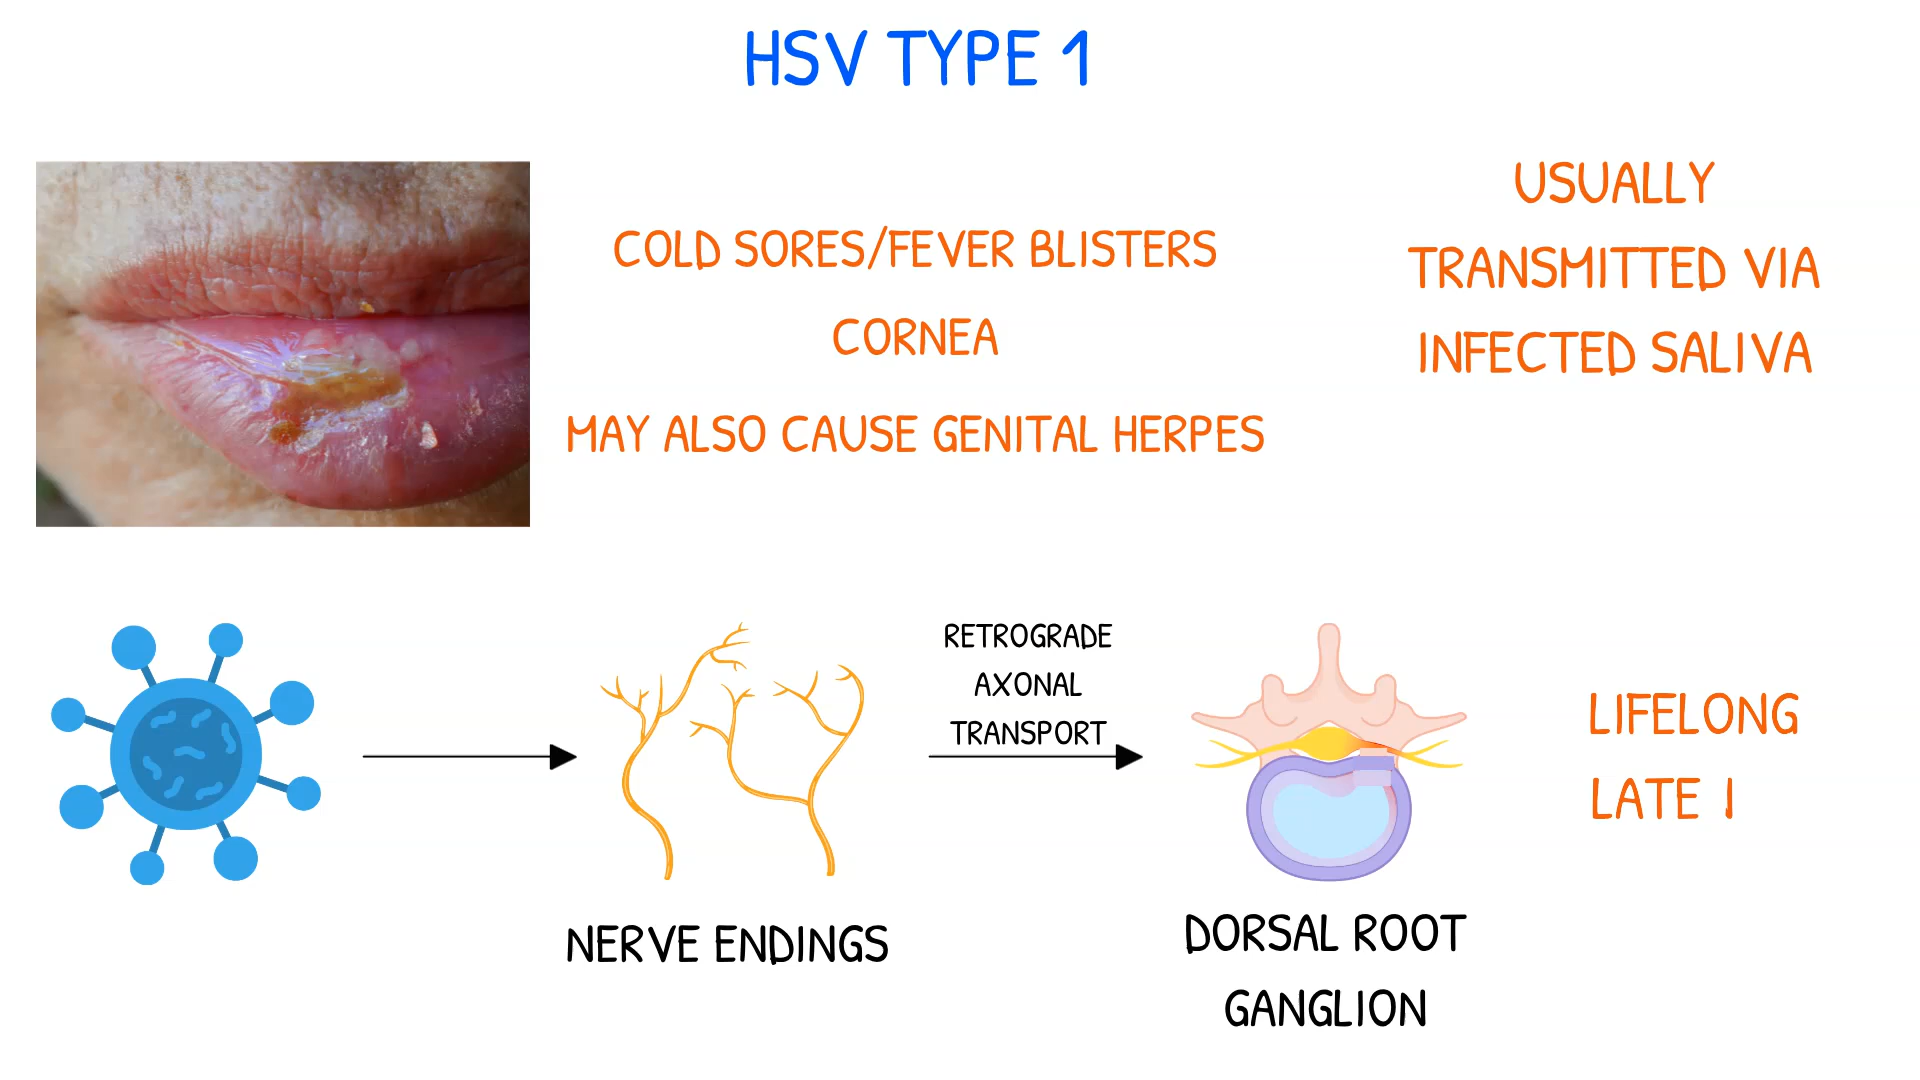 HSV TYPE 1
COLD SORES/FEVER BLISTERS
CORNEA
MAY ALSO CAUSE GENITAL HERPES
USUALLY
TRANSMITTED VIA
INFECTED SALIVA
RETROGRADE
AXONAL
TRANSPORT
NERVE ENDINGS
DORSAL ROOT
GANGLION
LIFELONG
LATE